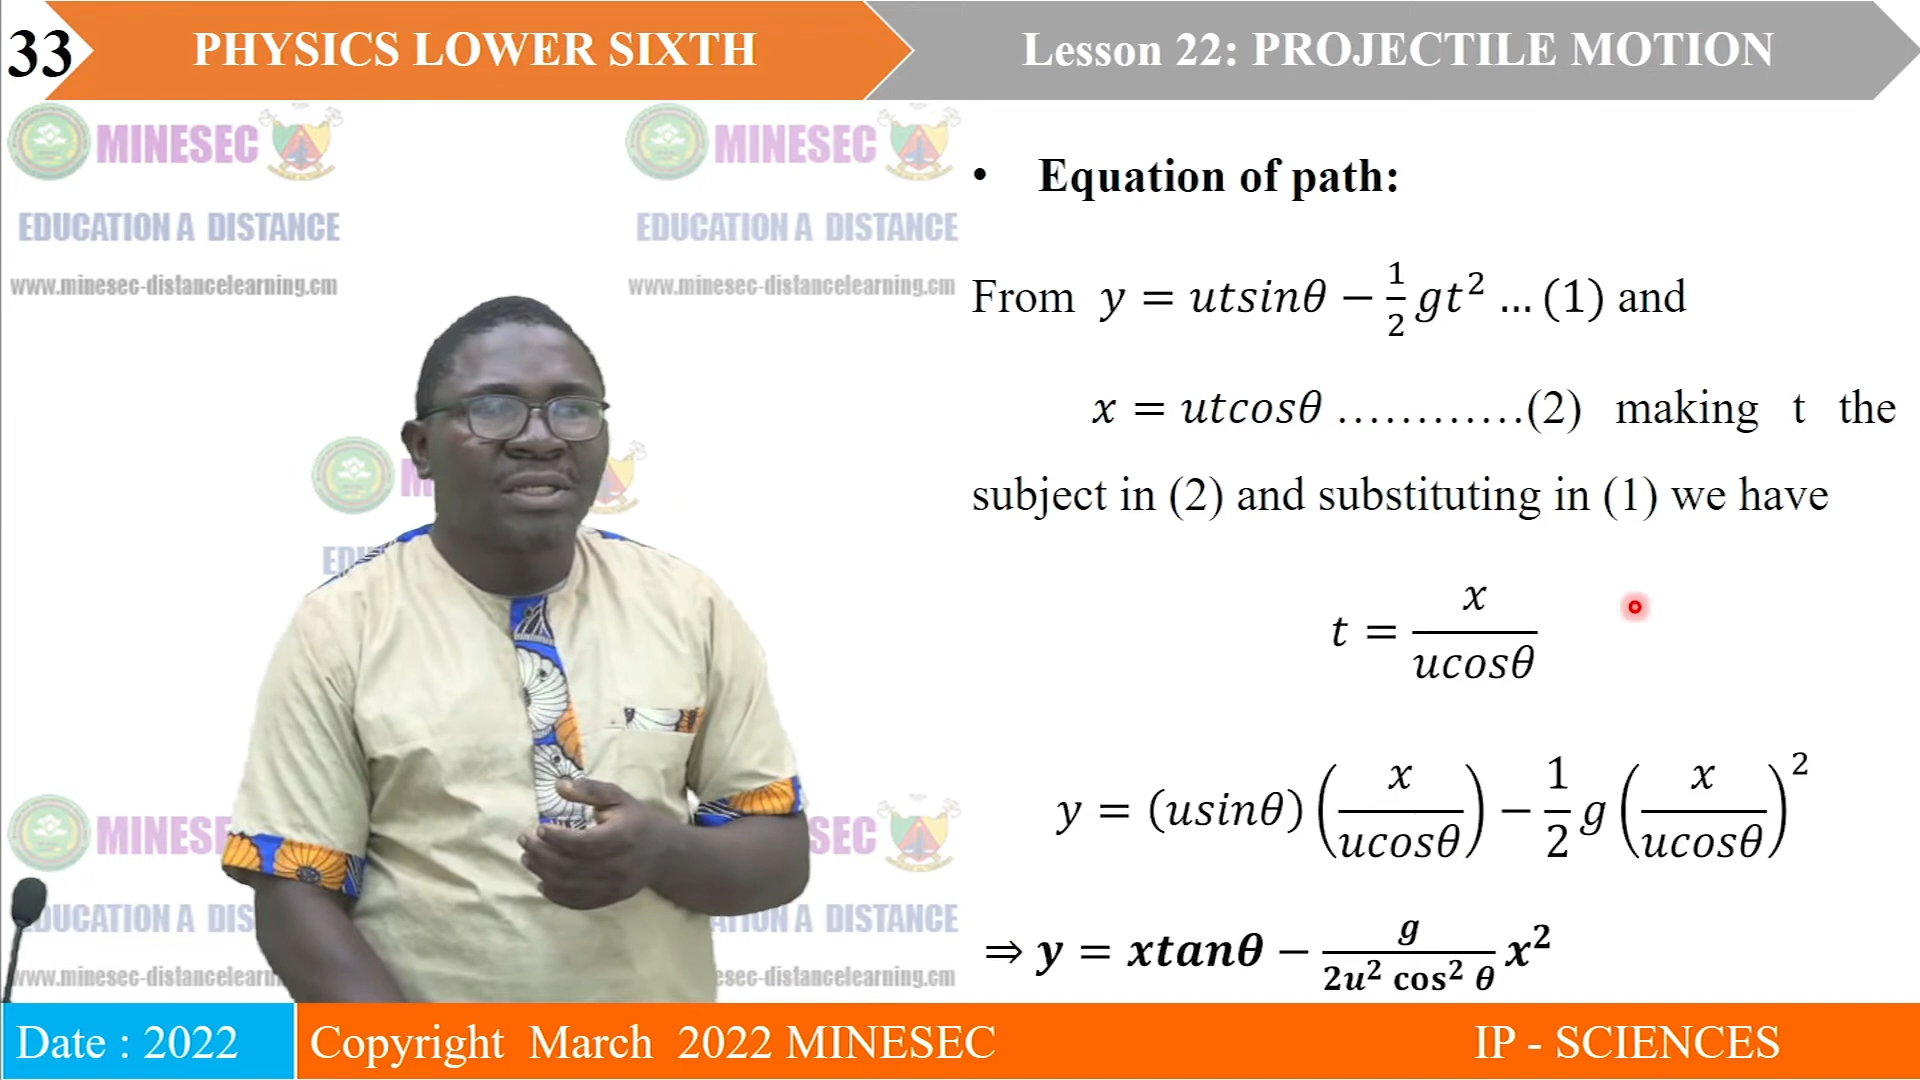 33
PHYSICS LOWER SIXTH
Lesson 22: PROJECTILE MOTION
MINESEC
MINESEC
EDUCATION A DISTANCE
EDUCATION A DISTANCE
www.minesec-distancelearning.cm
www.minesec-distancelearning.cm
• Equation of path:
From y = utsinθ − 1/2 gt² ... (1) and
x = utcosθ …………(2) making t the
subject in (2) and substituting in (1) we have
t = x/ucosθ
y = (usinθ)(x/ucosθ) − 1/2 g(x/ucosθ)²
⇒ y = xtanθ − g/2u² cos² θ x²
Date : 2022
Copyright March 2022 MINESEC
IP - SCIENCES